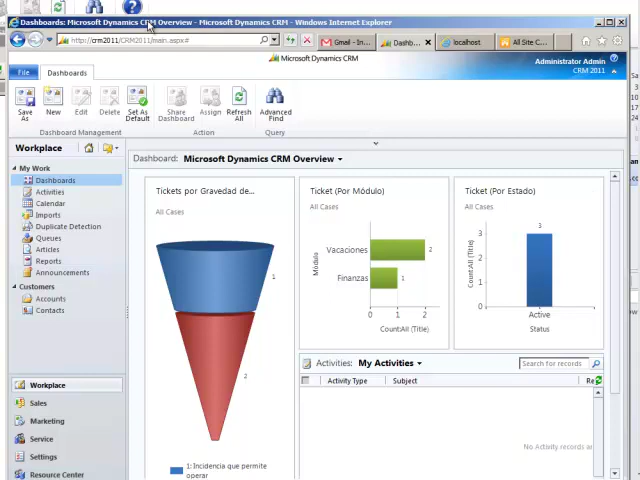 Dashboards: Microsoft Dynamics CRM Overview - Microsoft Dynamics CRM - Windows Internet Explorer
http://crm2011/CRM2011/main.aspx#
Gmail - In...
Dashb...
localhost
All Site C...
Microsoft Dynamics CRM
File
Dashboards
Administrator Admin
CRM 2011
Save As
New
Edit
Delete
Set As Default
Share Dashboard
Assign
Refresh All
Advanced Find
Dashboard Management
Action
Query
Workplace
Dashboard: Microsoft Dynamics CRM Overview
My Work
Dashboards
Activities
Calendar
Imports
Duplicate Detection
Queues
Articles
Reports
Announcements
Customers
Accounts
Contacts
Workplace
Sales
Marketing
Service
Settings
Resource Center
Tickets por Gravedad de...
All Cases
1
2
1: Incidencia que permite
operar
Ticket (Por Módulo)
All Cases
Módulo
Vacaciones
2
Finanzas
1
0 1 2
Count:All (Title)
Ticket (Por Estado)
All Cases
Count:All (Title)
3
2
1
0
3
Active
Status
Activities: My Activities
Search for records
Activity Type
Subject
Re
No Activity records ar